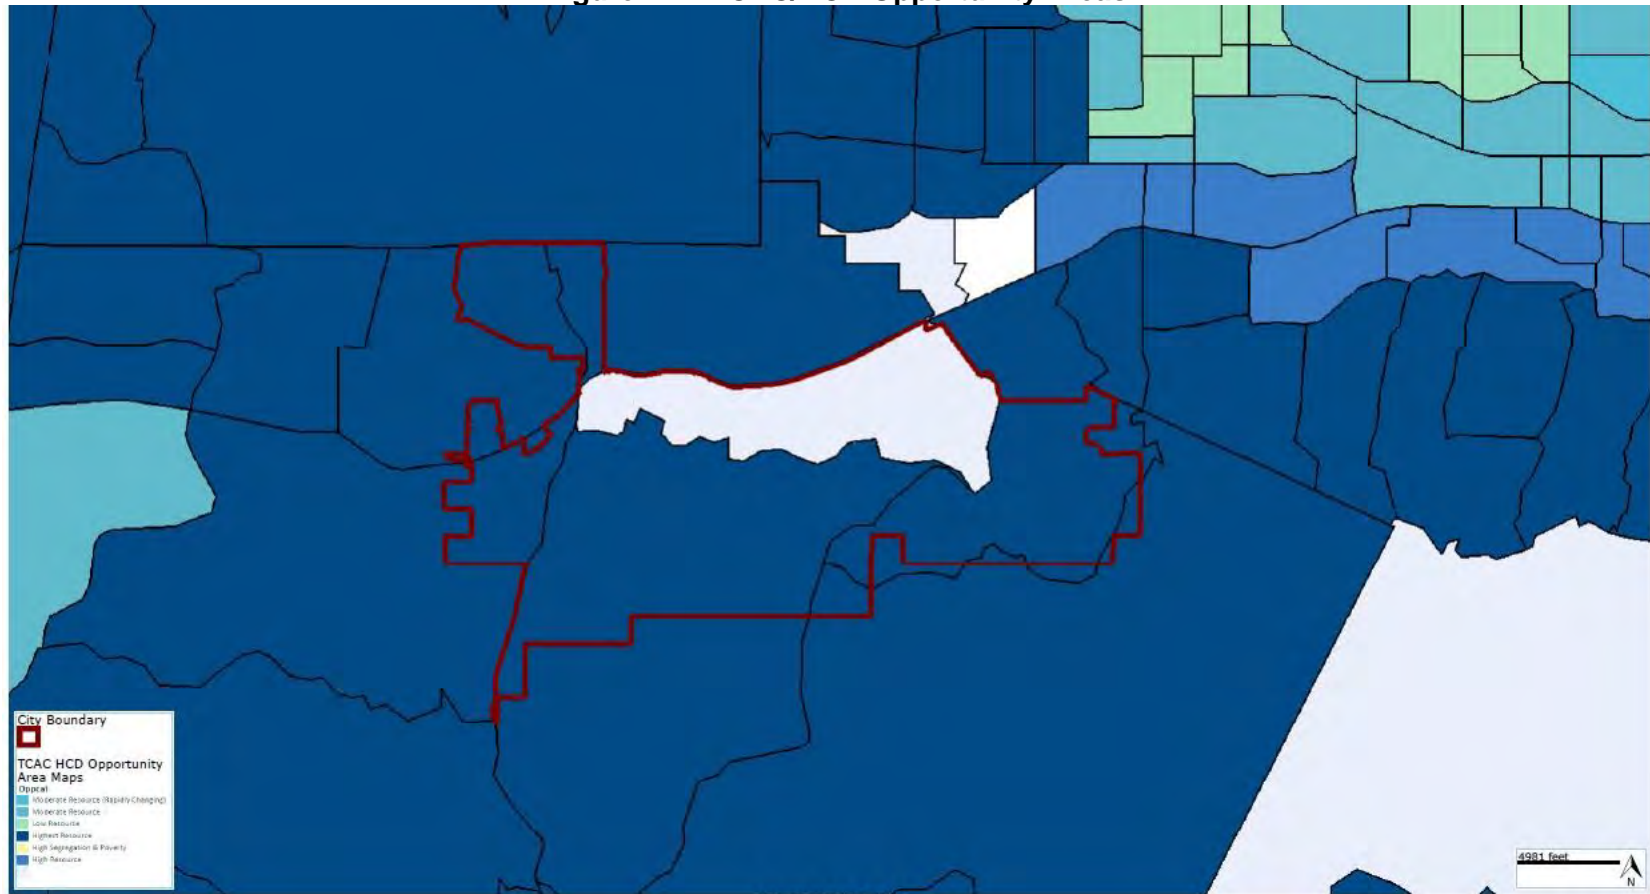 City Boundary
TCAC HCD Opportunity
Area Maps
Oppcat
Moderate Resource (Rapidly Changing)
Moderate Resource
Low Resource
Highest Resource
High Segregation & Poverty
High Resource
4981 feet
N